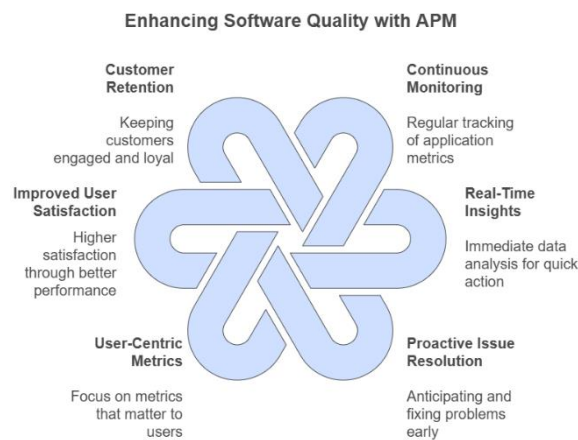 Enhancing Software Quality with APM
Customer
Retention
Keeping
customers
engaged and loyal
Continuous
Monitoring
Regular tracking
of application
metrics
Improved User
Satisfaction
Higher
satisfaction
through better
performance
Real-Time
Insights
Immediate data
analysis for quick
action
User-Centric
Metrics
Focus on metrics
that matter to
users
Proactive Issue
Resolution
Anticipating and
fixing problems
early